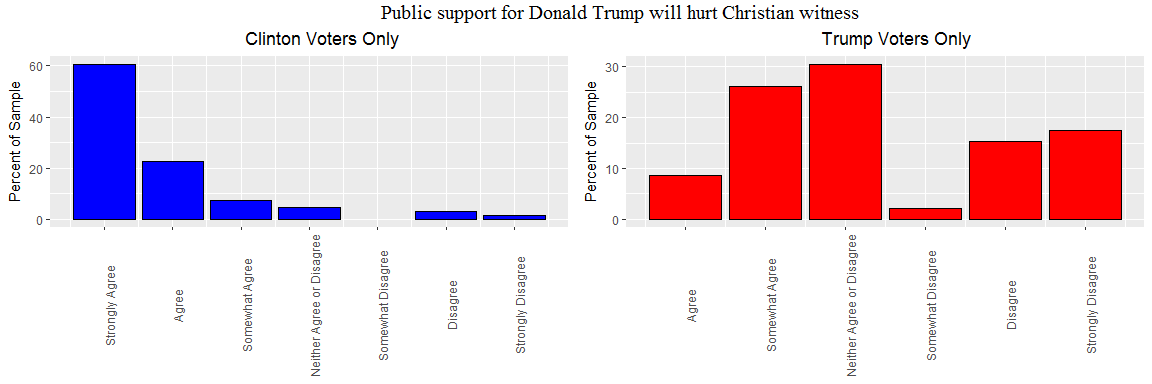 Public support for Donald Trump will hurt Christian witness
Clinton Voters Only
Percent of Sample
60
40
20
0
Strongly Agree
Agree
Somewhat Agree
Neither Agree or Disagree
Somewhat Disagree
Disagree
Strongly Disagree
Trump Voters Only
Percent of Sample
30
20
10
0
Agree
Somewhat Agree
Neither Agree or Disagree
Somewhat Disagree
Disagree
Strongly Disagree